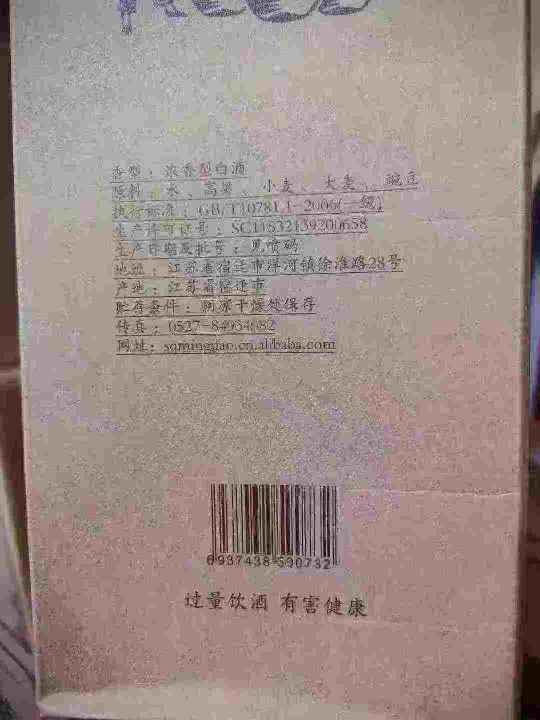 香型：浓香型白酒
原料：水、高粱、小麦、大麦、豌豆
执行标准：GB/T10781.1-2006(一级)
生产许可证号：SC11532139200658
生产日期及批号：见喷码
地址：江苏省宿迁市洋河镇徐淮路28号
产地：江苏省宿迁市
贮存条件：阴凉干燥处保存
传真：0527-84934682
网址：sqmingyao.cn.alibaba.com
6937438590732
过量饮酒 有害健康